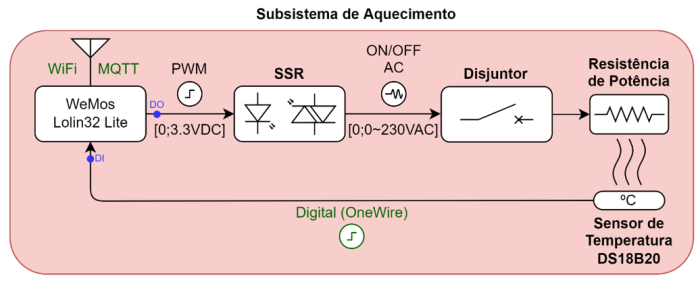 Subsistema de Aquecimento
WiFi MQTT
WeMos
Lolin32 Lite
DO
DI
PWM
[0;3.3VDC]
SSR
ON/OFF
AC
[0;0~230VAC]
Disjuntor
Resistência
de Potência
ºC
Sensor de
Temperatura
DS18B20
Digital (OneWire)